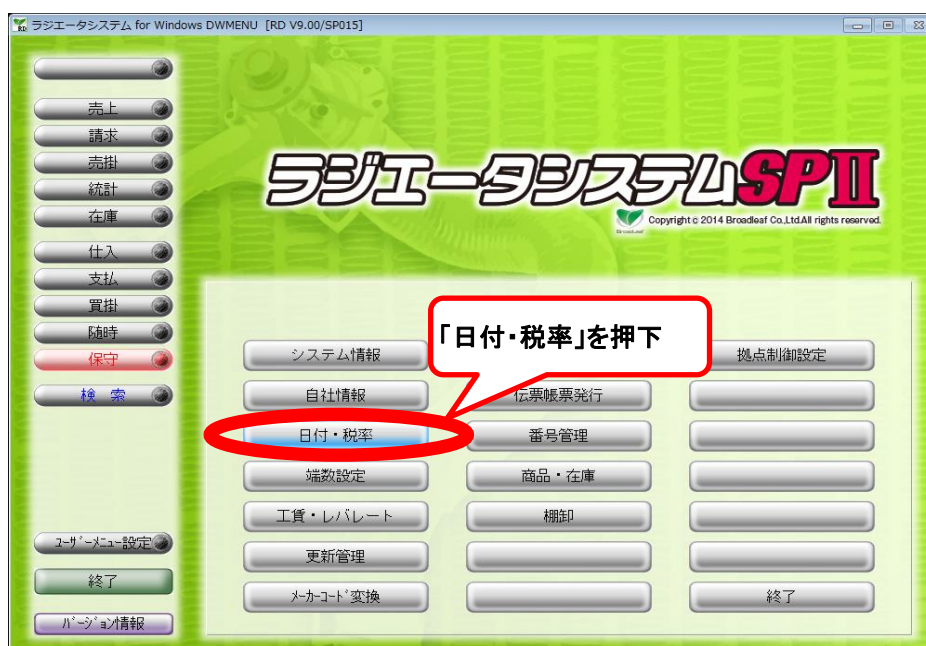 ラジエータシステム for Windows DWMENU [RD V9.00/SP015]
売上
請求
売掛
統計
在庫
仕入
支払
買掛
随時
保守
検 索
ユーザーメニュー設定
終了
バージョン情報
ラジエータシステムSPII
Broadleaf
Copyright c 2014 Broadleaf Co.,Ltd.All rights reserved.
「日付・税率」を押下
システム情報
拠点制御設定
自社情報
伝票帳票発行
日付・税率
番号管理
端数設定
商品・在庫
工賃・レバレート
棚卸
更新管理
メーカーコード変換
終了